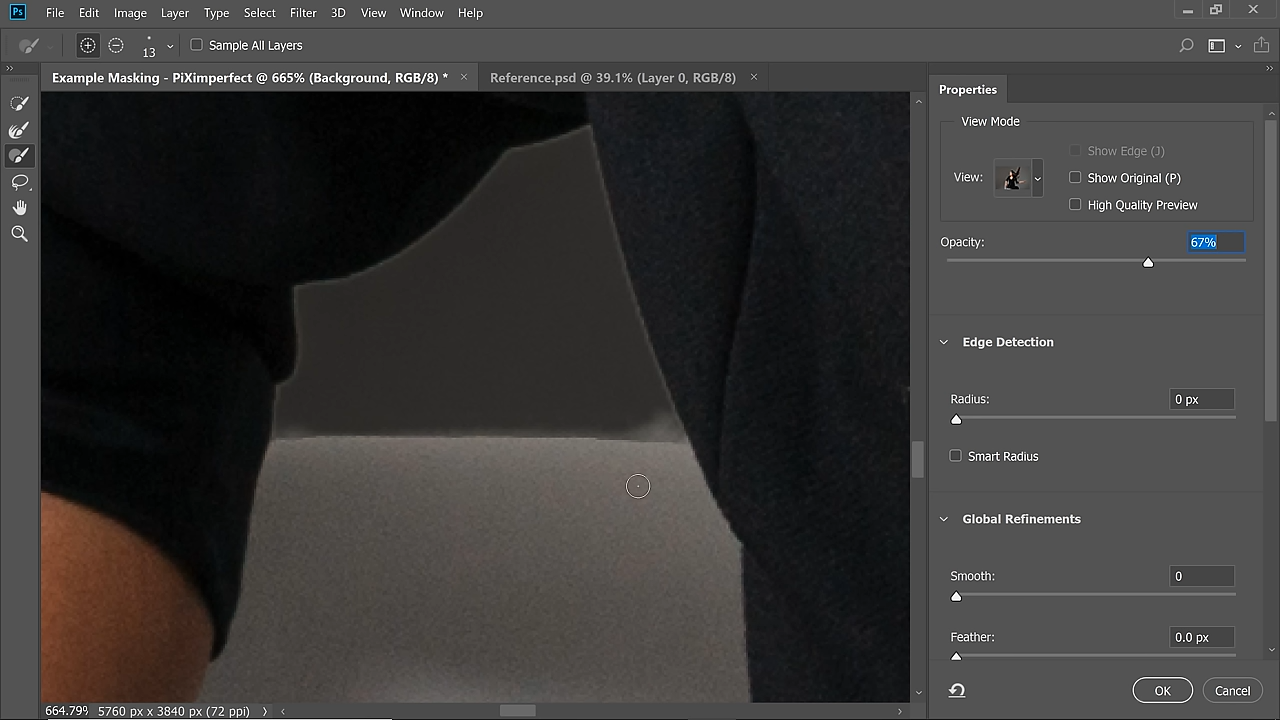 Ps File Edit Image Layer Type Select Filter 3D View Window Help
13 Sample All Layers
Example Masking - PiXimperfect @ 665% (Background, RGB/8) * × Reference.psd @ 39.1% (Layer 0, RGB/8) ×
Properties
View Mode
Show Edge (J)
View: Show Original (P)
High Quality Preview
Opacity: 67%
Edge Detection
Radius: 0 px
Smart Radius
Global Refinements
Smooth: 0
Feather: 0.0 px
OK Cancel
664.79% 5760 px x 3840 px (72 ppi)